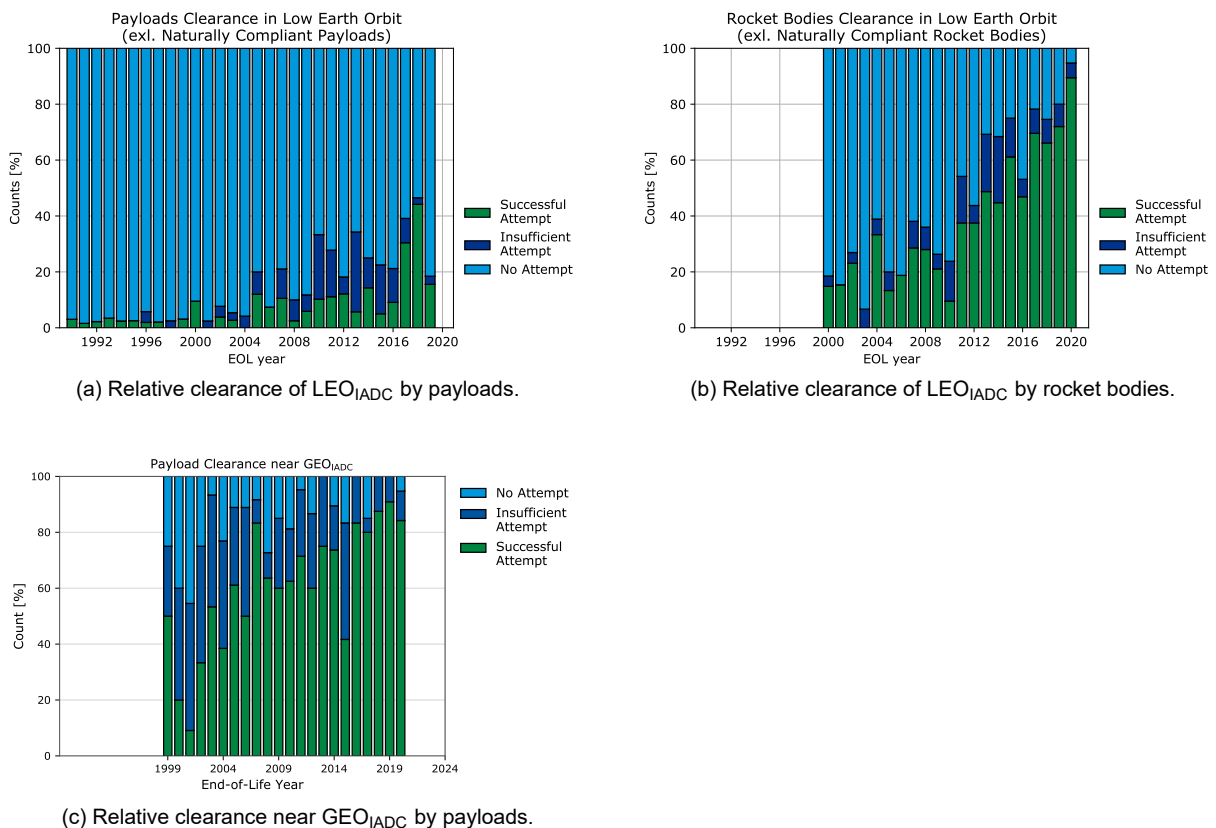 Payloads Clearance in Low Earth Orbit
(exl. Naturally Compliant Payloads)
100
80
60
40
20
0
Counts [%]
1992 1996 2000 2004 2008 2012 2016 2020
EOL year
Successful
Attempt
Insufficient
Attempt
No Attempt
(a) Relative clearance of LEOIADC by payloads.
Rocket Bodies Clearance in Low Earth Orbit
(exl. Naturally Compliant Rocket Bodies)
100
80
60
40
20
0
Counts [%]
1992 1996 2000 2004 2008 2012 2016 2020
EOL year
Successful
Attempt
Insufficient
Attempt
No Attempt
(b) Relative clearance of LEOIADC by rocket bodies.
Payload Clearance near GEOIADC
100
80
60
40
20
0
Count [%]
1999 2004 2009 2014 2019 2024
End-of-Life Year
No Attempt
Insufficient
Attempt
Successful
Attempt
(c) Relative clearance near GEOIADC by payloads.